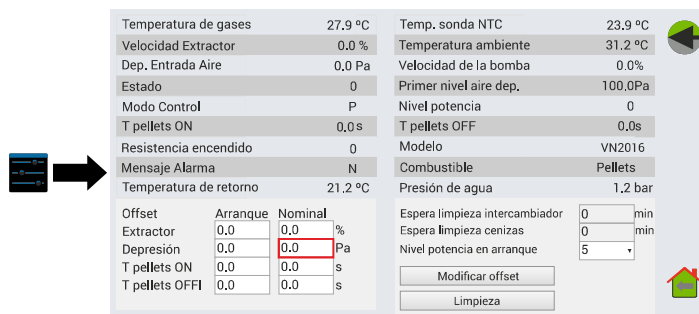 Temperatura de gases 27.9 ºC
Velocidad Extractor 0.0 %
Dep. Entrada Aire 0.0 Pa
Estado 0
Modo Control P
T pellets ON 0.0 s
Resistencia encendido 0
Mensaje Alarma N
Temperatura de retorno 21.2 ºC
Offset Arranque Nominal
Extractor 0.0 0.0 %
Depresión 0.0 0.0 Pa
T pellets ON 0.0 0.0 s
T pellets OFFI 0.0 0.0 s
Temp. sonda NTC 23.9 ºC
Temperatura ambiente 31.2 ºC
Velocidad de la bomba 0.0%
Primer nivel aire dep. 100.0Pa
Nivel potencia 0
T pellets OFF 0.0s
Modelo VN2016
Combustible Pellets
Presión de agua 1.2 bar
Espera limpieza intercambiador 0 min
Espera limpieza cenizas 0 min
Nivel potencia en arranque 5
Modificar offset
Limpieza